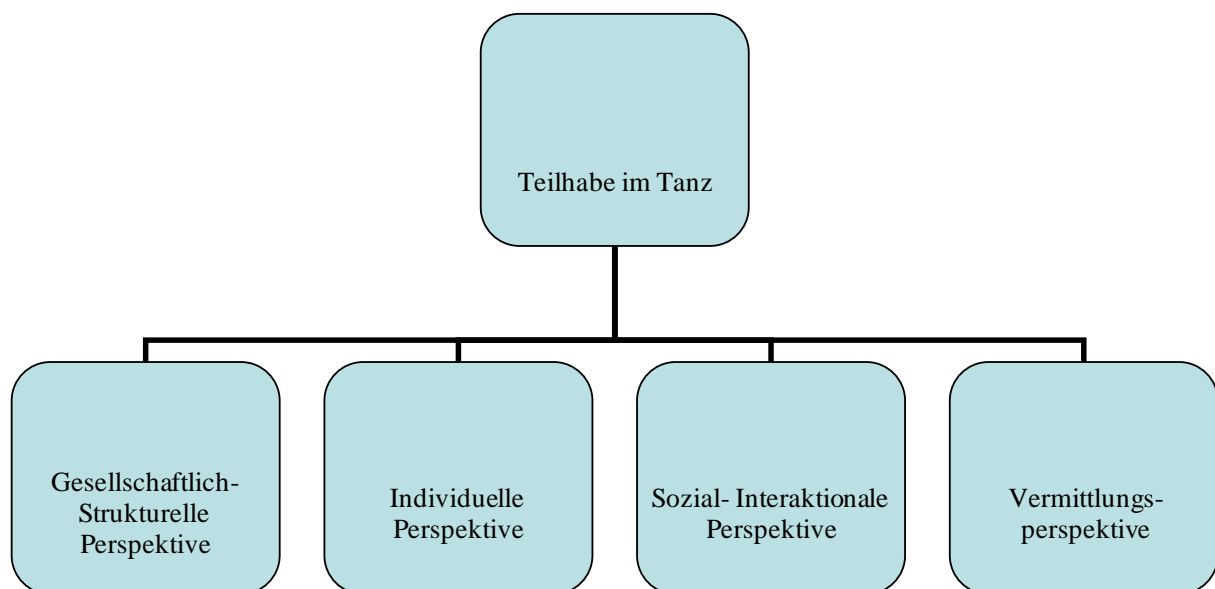 Teilhabe im Tanz
Gesellschaftlich-
Strukturelle
Perspektive
Individuelle
Perspektive
Sozial- Interaktionale
Perspektive
Vermittlungs-
perspektive